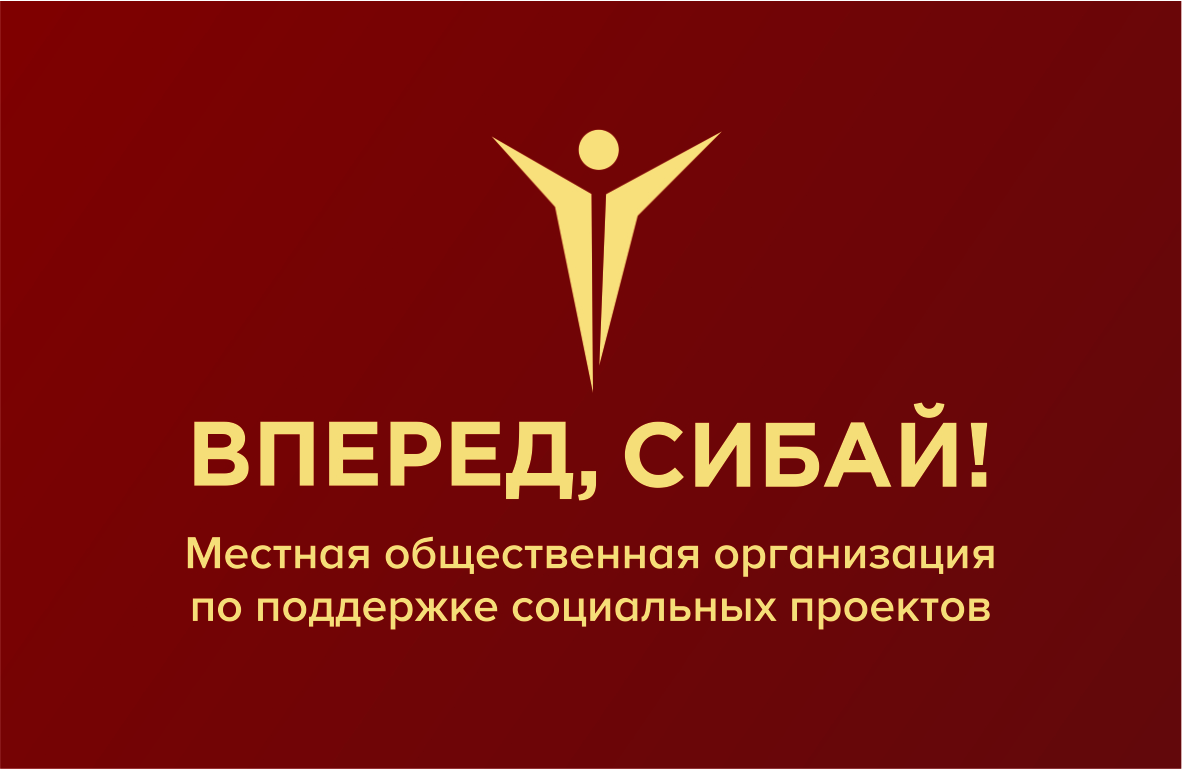 ВПЕРЕД, СИБАЙ!
Местная общественная организация
по поддержке социальных проектов